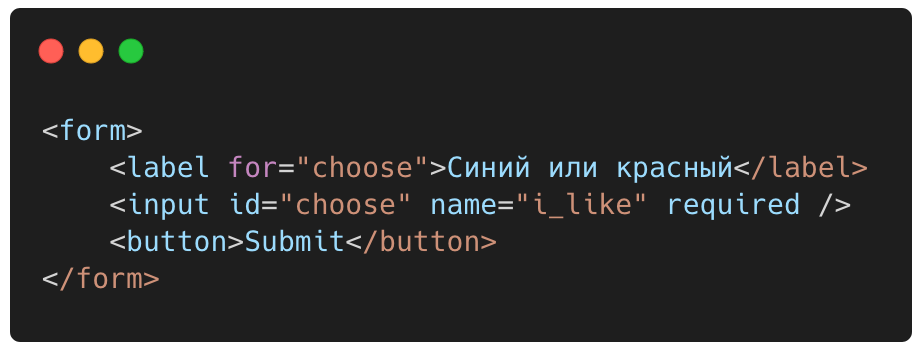 <form>
    <label for="choose">Синий или красный</label>
    <input id="choose" name="i_like" required />
    <button>Submit</button>
</form>